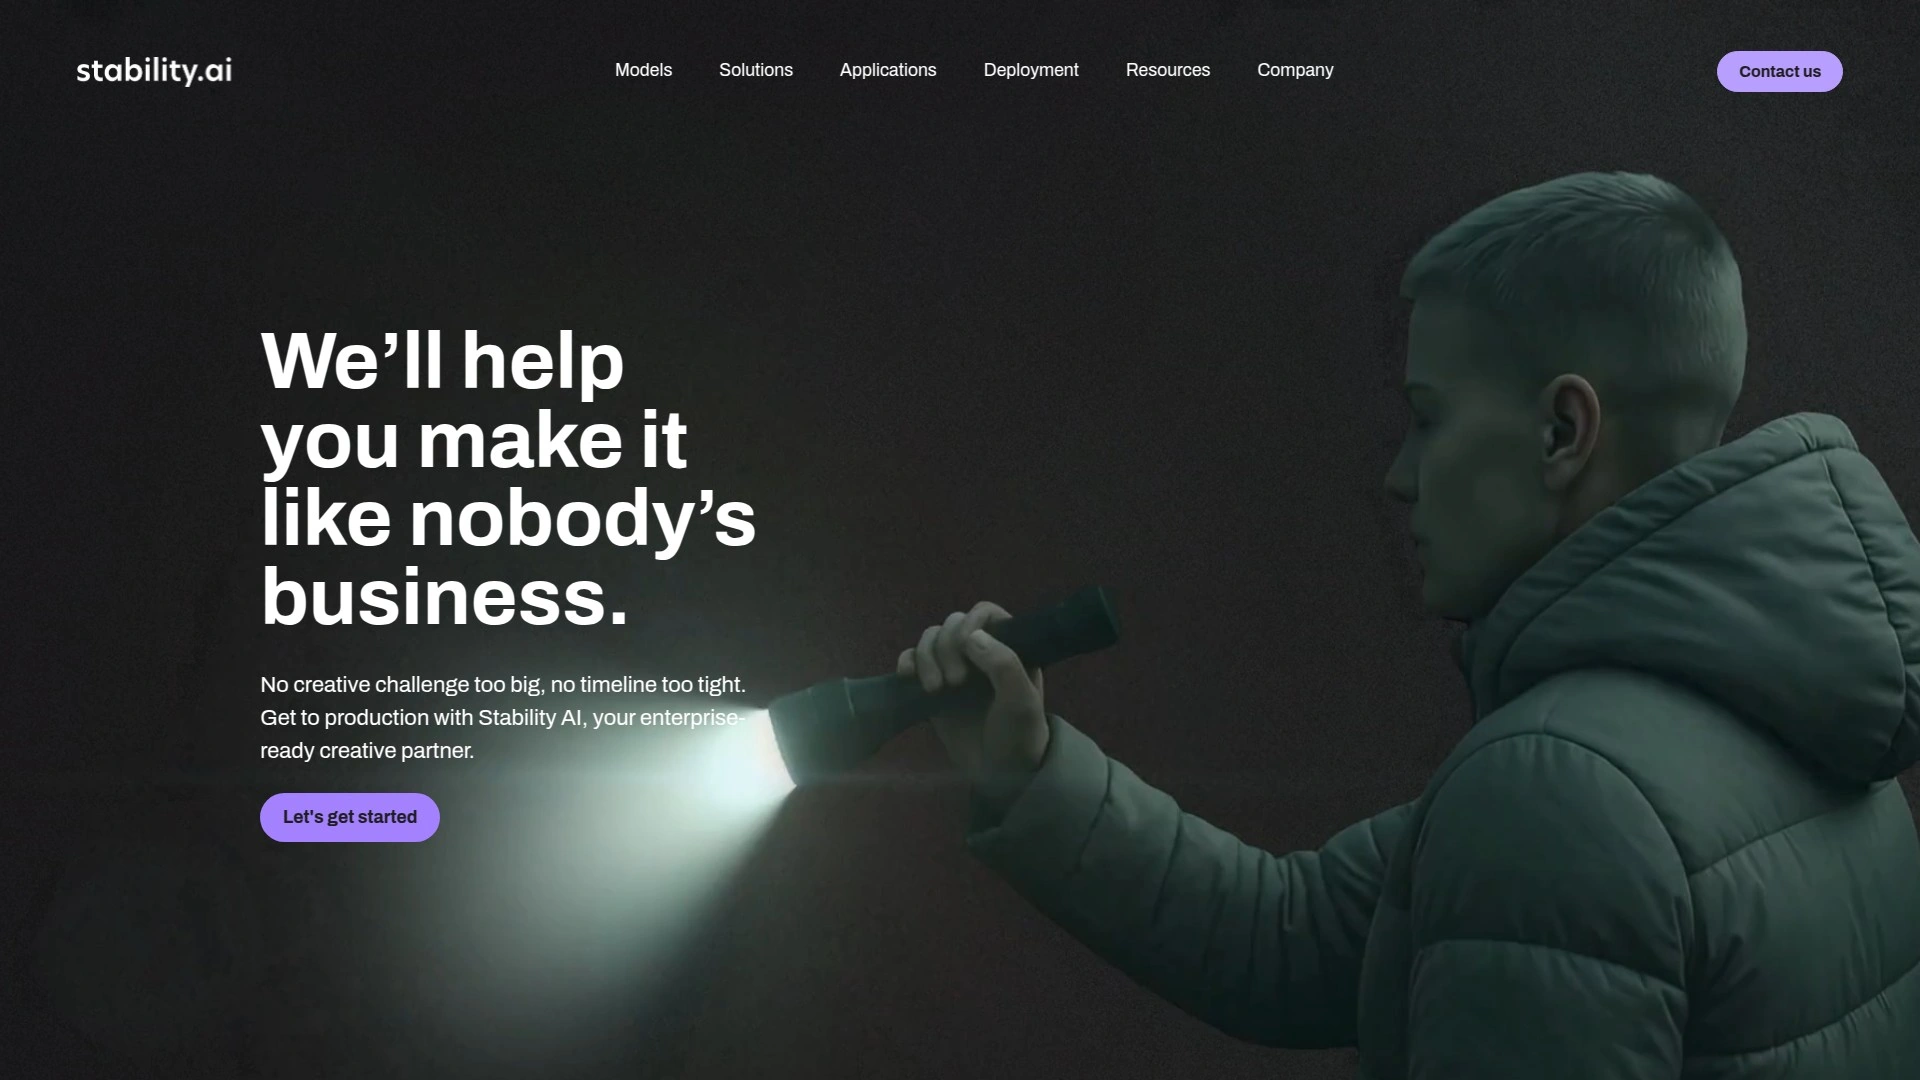 stability.ai
Models
Solutions
Applications
Deployment
Resources
Company
Contact us
We’ll help
you make it
like nobody’s
business.
No creative challenge too big, no timeline too tight.
Get to production with Stability AI, your enterprise-
ready creative partner.
Let's get started